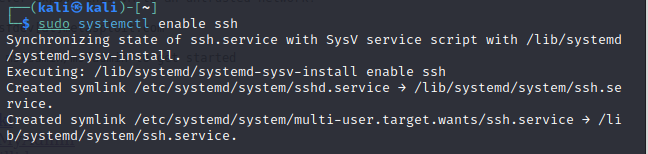 ┌──(kali㉿kali)-[~]
└─$ sudo systemctl enable ssh
Synchronizing state of ssh.service with SysV service script with /lib/systemd
/systemd-sysv-install.
Executing: /lib/systemd/systemd-sysv-install enable ssh
Created symlink /etc/systemd/system/sshd.service → /lib/systemd/system/ssh.se
rvice.
Created symlink /etc/systemd/system/multi-user.target.wants/ssh.service → /li
b/systemd/system/ssh.service.